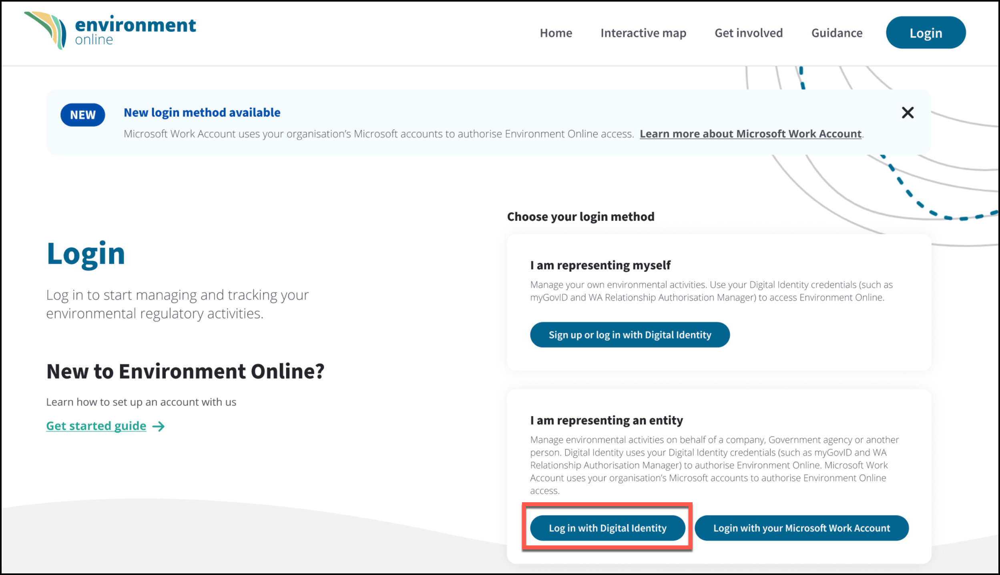 environment
online
Home
Interactive map
Get involved
Guidance
Login
NEW
New login method available
Microsoft Work Account uses your organisation’s Microsoft accounts to authorise Environment Online access. Learn more about Microsoft Work Account.
Login
Log in to start managing and tracking your
environmental regulatory activities.
New to Environment Online?
Learn how to set up an account with us
Get started guide
Choose your login method
I am representing myself
Manage your own environmental activities. Use your Digital Identity credentials (such as
myGovID and WA Relationship Authorisation Manager) to access Environment Online.
Sign up or log in with Digital Identity
I am representing an entity
Manage environmental activities on behalf of a company, Government agency or another
person. Digital Identity uses your Digital Identity credentials (such as myGovID and WA
Relationship Authorisation Manager) to authorise Environment Online. Microsoft Work
Account uses your organisation’s Microsoft accounts to authorise Environment Online
access.
Log in with Digital Identity
Login with your Microsoft Work Account